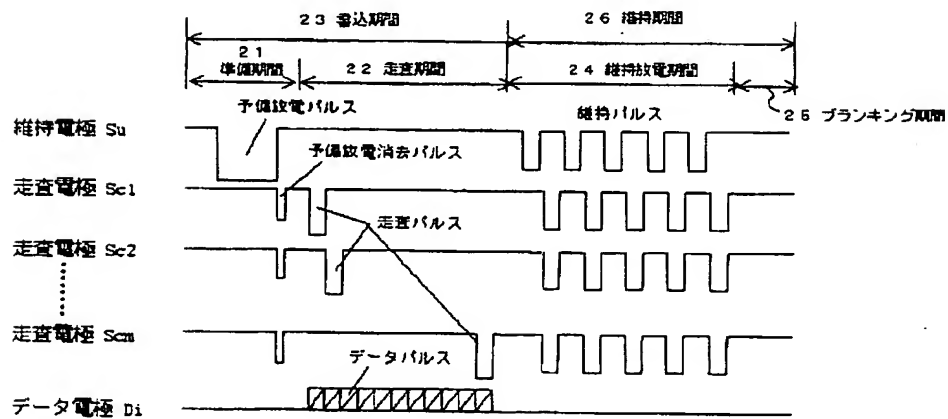 23 書込期間
26 維持期間
21
準備期間
22 走査期間
24 維持放電期間
25 ブランキング期間
予備放電パルス
維持パルス
維持電極 Su
予備放電消去パルス
走査電極 Sc1
走査パルス
走査電極 Sc2
走査電極 Scm
データパルス
データ電極 Di